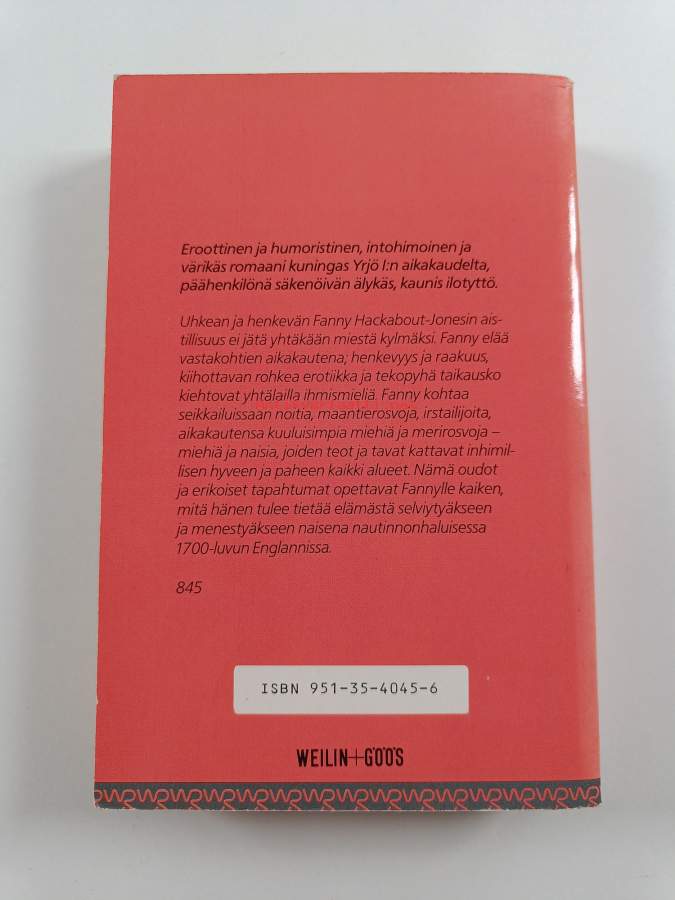 Eroottinen ja humoristinen, intohimoinen ja
värikäs romaani kuningas Yrjö I:n aikakaudelta,
päähenkilönä säkenöivän älykäs, kaunis ilotyttö.
Uhkean ja henkevän Fanny Hackabout-Jonesin ais-
tillisuus ei jätä yhtäkään miestä kylmäksi. Fanny elää
vastakohtien aikakautena; henkevyys ja raakuus,
kiihottavan rohkea erotiikka ja tekopyhä taikausko
kiehtovat yhtälailla ihmismieliä. Fanny kohtaa
seikkailuissaan noitia, maantierosvoja, irstailijoita,
aikakautensa kuuluisimpia miehiä ja merirosvoja –
miehiä ja naisia, joiden teot ja tavat kattavat inhimil-
lisen hyveen ja paheen kaikki alueet. Nämä oudot
ja erikoiset tapahtumat opettavat Fannylle kaiken,
mitä hänen tulee tietää elämästä selviytyäkseen
ja menestyäkseen naisena nautinnonhaluisessa
1700-luvun Englannissa.
845
ISBN 951-35-4045-6
WEILIN+GÖÖS